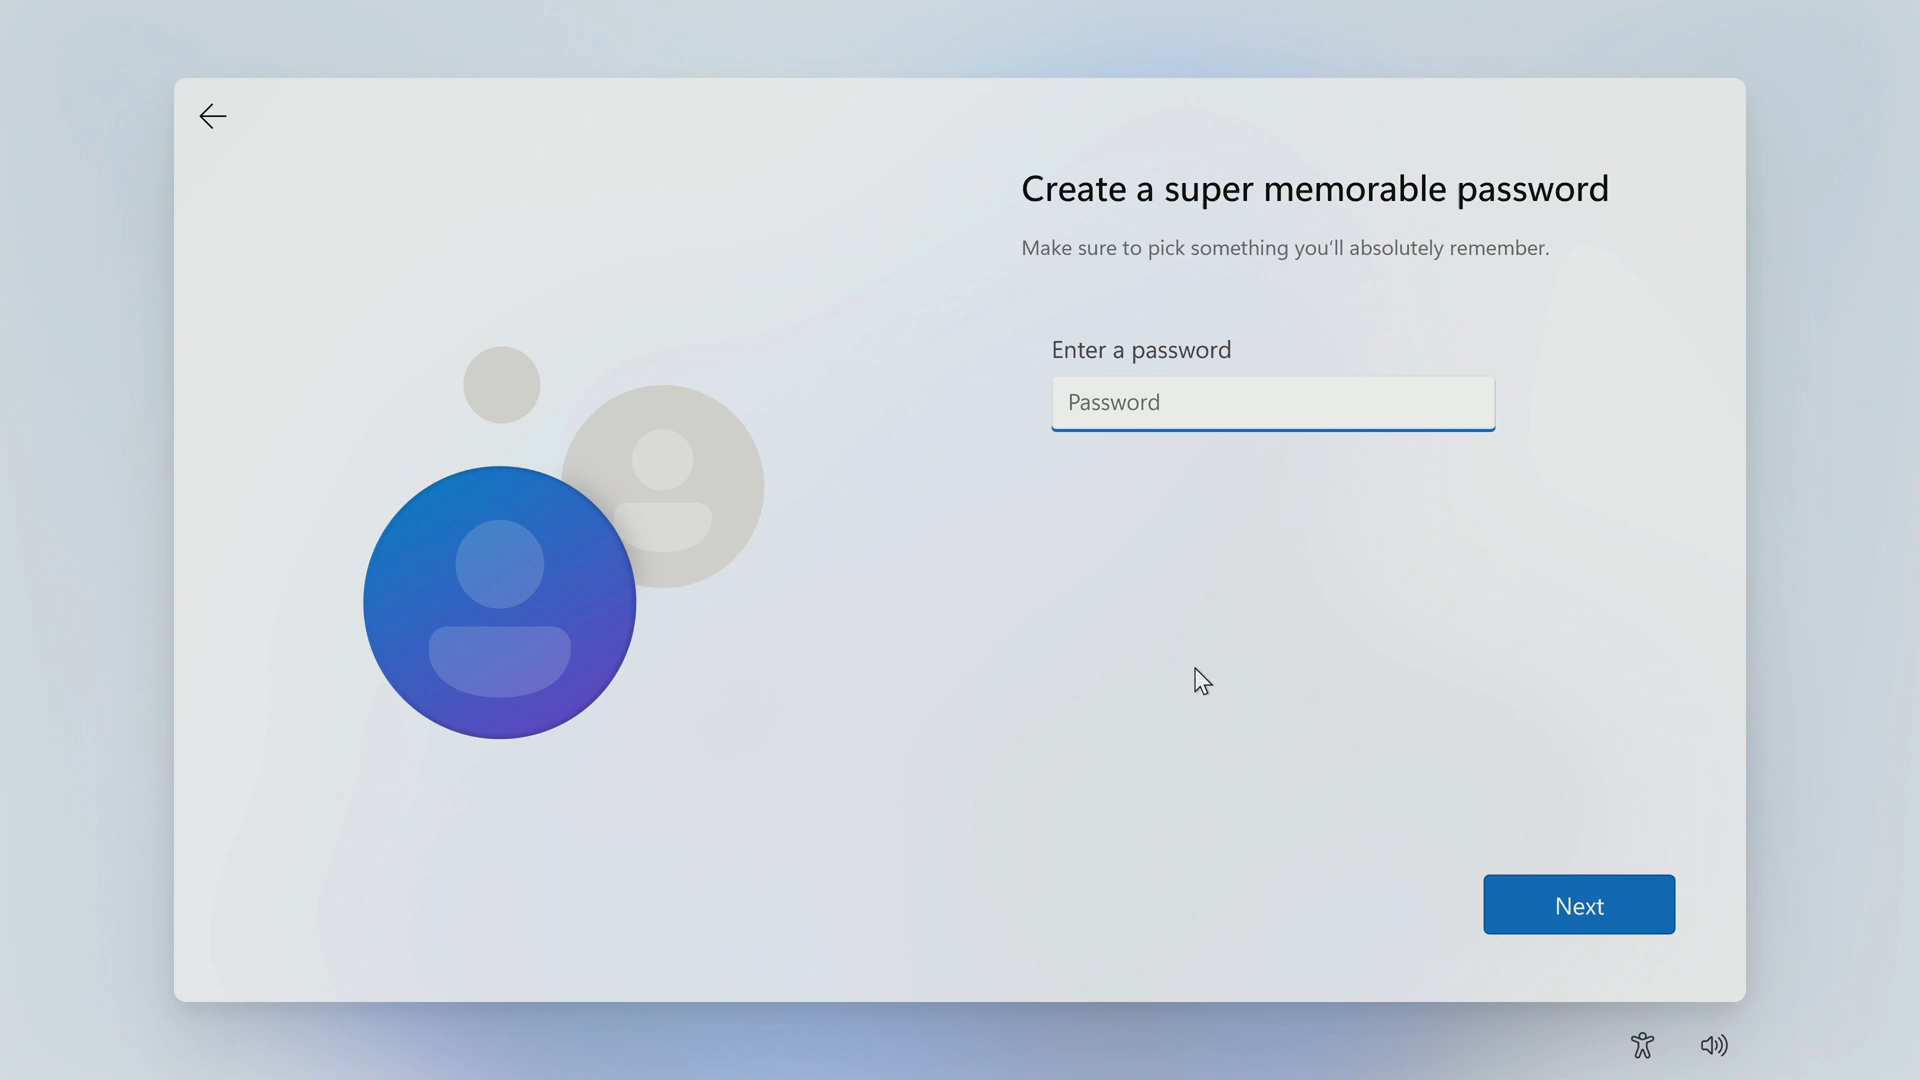 Create a super memorable password
Make sure to pick something you'll absolutely remember.
Enter a password
Password
Next